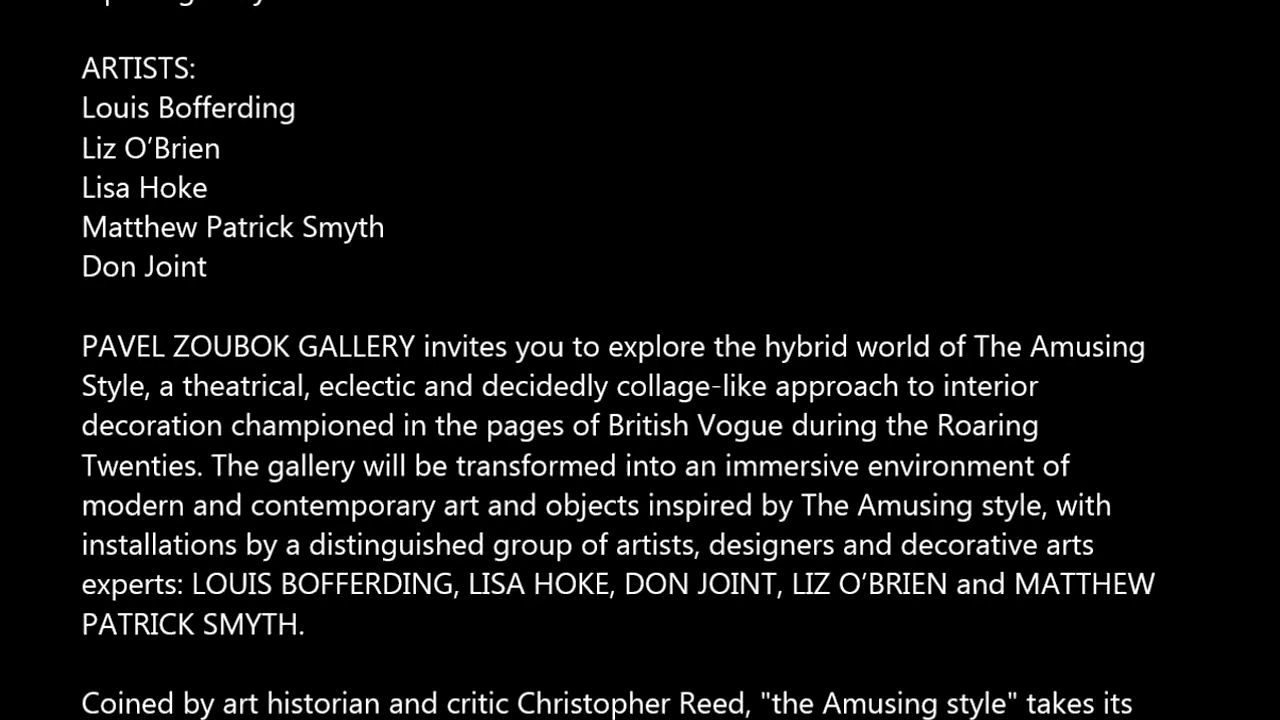 ARTISTS:
Louis Bofferding
Liz O’Brien
Lisa Hoke
Matthew Patrick Smyth
Don Joint
PAVEL ZOUBOK GALLERY invites you to explore the hybrid world of The Amusing
Style, a theatrical, eclectic and decidedly collage-like approach to interior
decoration championed in the pages of British Vogue during the Roaring
Twenties. The gallery will be transformed into an immersive environment of
modern and contemporary art and objects inspired by The Amusing style, with
installations by a distinguished group of artists, designers and decorative arts
experts: LOUIS BOFFERDING, LISA HOKE, DON JOINT, LIZ O’BRIEN and MATTHEW
PATRICK SMYTH.
Coined by art historian and critic Christopher Reed, "the Amusing style" takes its